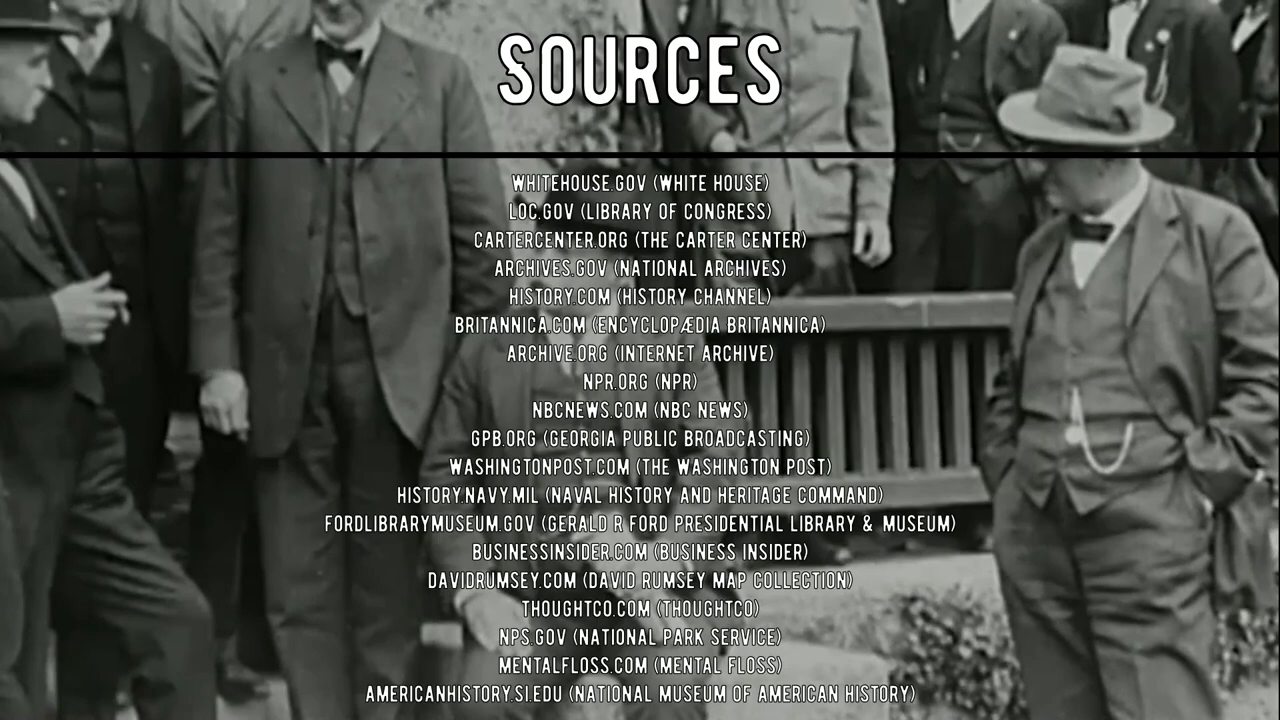 SOURCES
WHITEHOUSE.GOV (WHITE HOUSE)
LOC.GOV (LIBRARY OF CONGRESS)
CARTERCENTER.ORG (THE CARTER CENTER)
ARCHIVES.GOV (NATIONAL ARCHIVES)
HISTORY.COM (HISTORY CHANNEL)
BRITANNICA.COM (ENCYCLOPÆDIA BRITANNICA)
ARCHIVE.ORG (INTERNET ARCHIVE)
NPR.ORG (NPR)
NBCNEWS.COM (NBC NEWS)
GPB.ORG (GEORGIA PUBLIC BROADCASTING)
WASHINGTONPOST.COM (THE WASHINGTON POST)
HISTORY.NAVY.MIL (NAVAL HISTORY AND HERITAGE COMMAND)
FORDLIBRARYMUSEUM.GOV (GERALD R FORD PRESIDENTIAL LIBRARY & MUSEUM)
BUSINESSINSIDER.COM (BUSINESS INSIDER)
DAVIDRUMSEY.COM (DAVID RUMSEY MAP COLLECTION)
THOUGHTCO.COM (THOUGHTCO)
NPS.GOV (NATIONAL PARK SERVICE)
MENTALFLOSS.COM (MENTAL FLOSS)
AMERICANHISTORY.SI.EDU (NATIONAL MUSEUM OF AMERICAN HISTORY)